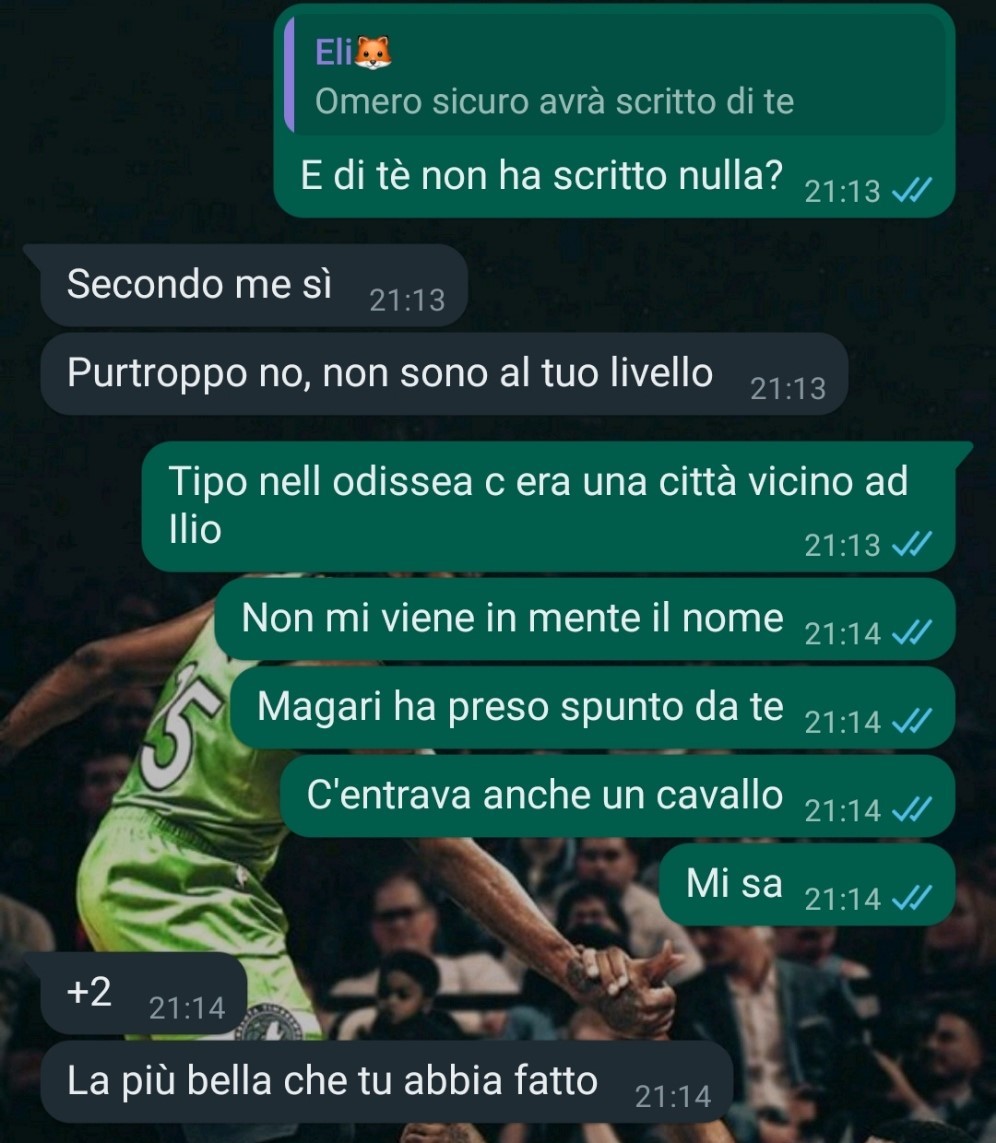 Eli🦊
Omero sicuro avrà scritto di te
E di tè non ha scritto nulla? 21:13
Secondo me sì 21:13
Purtroppo no, non sono al tuo livello 21:13
Tipo nell odissea c era una città vicino ad
Ilio 21:13
Non mi viene in mente il nome 21:14
Magari ha preso spunto da te 21:14
C'entrava anche un cavallo 21:14
Mi sa 21:14
+2 21:14
La più bella che tu abbia fatto 21:14